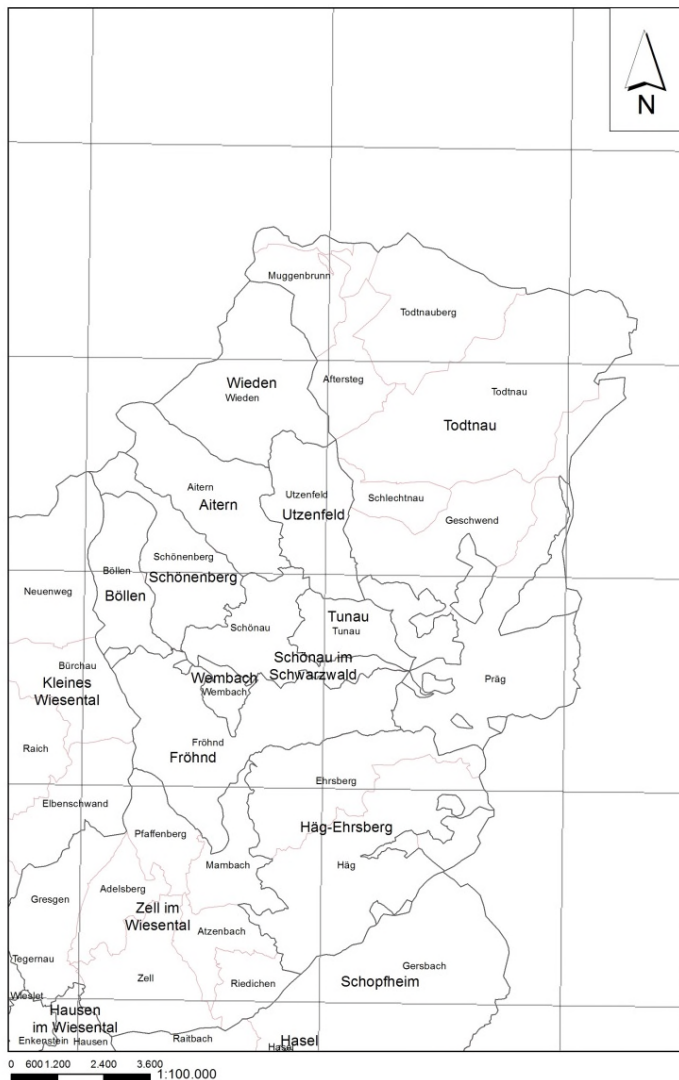 N
Muggenbrunn
Todtnauberg
Wieden
Wieden
Aftersteg
Todtnau
Todtnau
Aitern
Aitern
Utzenfeld
Utzenfeld
Schlechtnau
Geschwend
Schönenberg
Schönenberg
Böllen
Böllen
Neuenweg
Schönau
Tunau
Tunau
Schönau im
Schwarzwald
Wembach
Wembach
Präg
Bürchau
Kleines
Wiesental
Raich
Fröhnd
Fröhnd
Ehrsberg
Elbenschwand
Häg-Ehrsberg
Häg
Pfaffenberg
Mambach
Gresgen
Adelsberg
Zell im
Wiesental
Atzenbach
Tegernau
Zell
Riedichen
Gersbach
Schopfheim
Wieslet
Hausen
im Wiesental
Enkenstein
Hausen
Raitbach
Hasel
Hasel
0 600 1.200 2.400 3.600
1:100.000